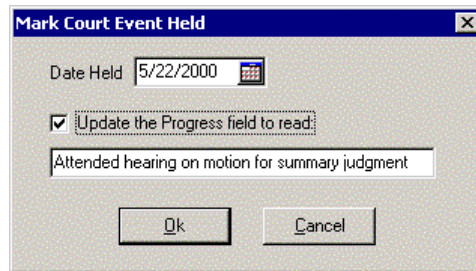 Mark Court Event Held
Date Held 5/22/2000
Update the Progress field to read:
Attended hearing on motion for summary judgment
Ok Cancel